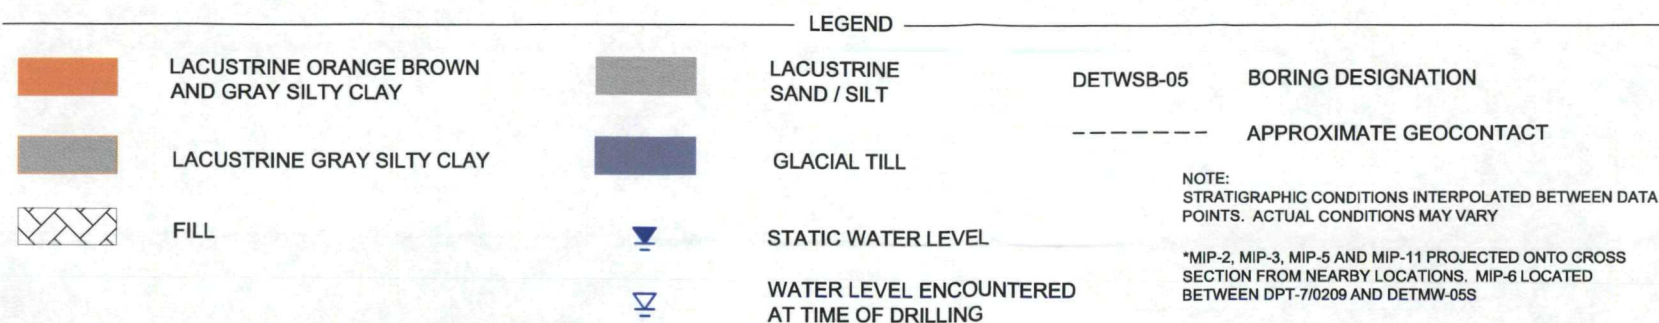 LEGEND
LACUSTRINE ORANGE BROWN
AND GRAY SILTY CLAY
LACUSTRINE GRAY SILTY CLAY
FILL
LACUSTRINE
SAND / SILT
GLACIAL TILL
STATIC WATER LEVEL
WATER LEVEL ENCOUNTERED
AT TIME OF DRILLING
DETWSB-05 BORING DESIGNATION
APPROXIMATE GEOCONTACT
NOTE:
STRATIGRAPHIC CONDITIONS INTERPOLATED BETWEEN DATA
POINTS. ACTUAL CONDITIONS MAY VARY
*MIP-2, MIP-3, MIP-5 AND MIP-11 PROJECTED ONTO CROSS
SECTION FROM NEARBY LOCATIONS. MIP-6 LOCATED
BETWEEN DPT-7/0209 AND DETMW-05S